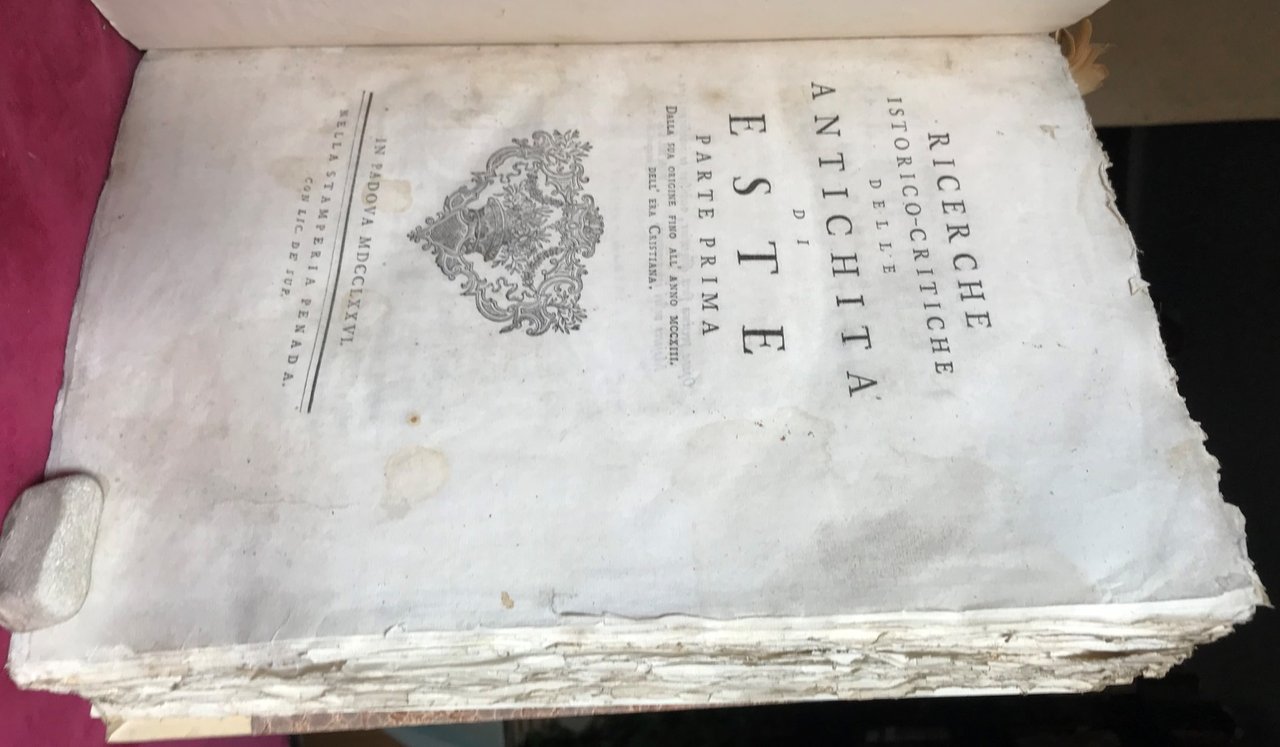 RICERCHE
ISTORICO-CRITICHE
DELLE
ANTICHITA'
DI
ESTE
PARTE PRIMA
DALLA SUA ORIGINE FINO ALL' ANNO MCCXIII.
DELL' ERA CRISTIANA.
IN PADOVA MDCCLXXVI.
NELLA STAMPERIA PENADA.
CON LIC. DE' SUP.